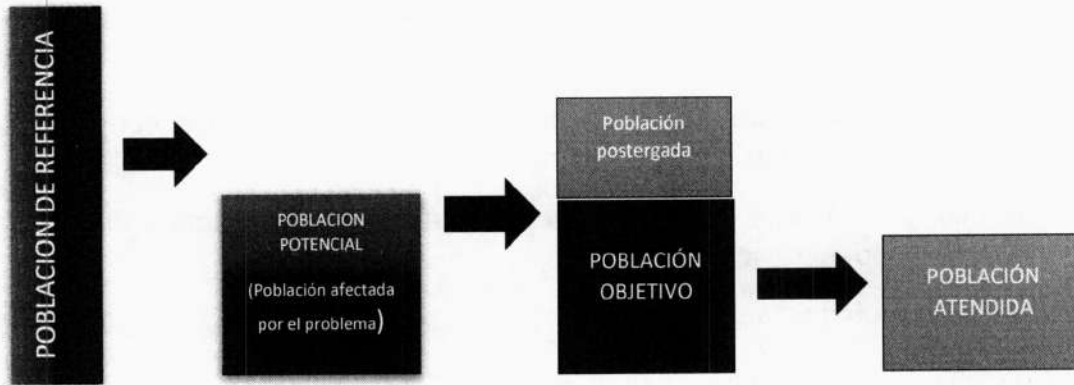 POBLACION DE REFERENCIA
POBLACION
POTENCIAL
(Población afectada
por el problema)
Población
postergada
POBLACIÓN
OBJETIVO
POBLACIÓN
ATENDIDA